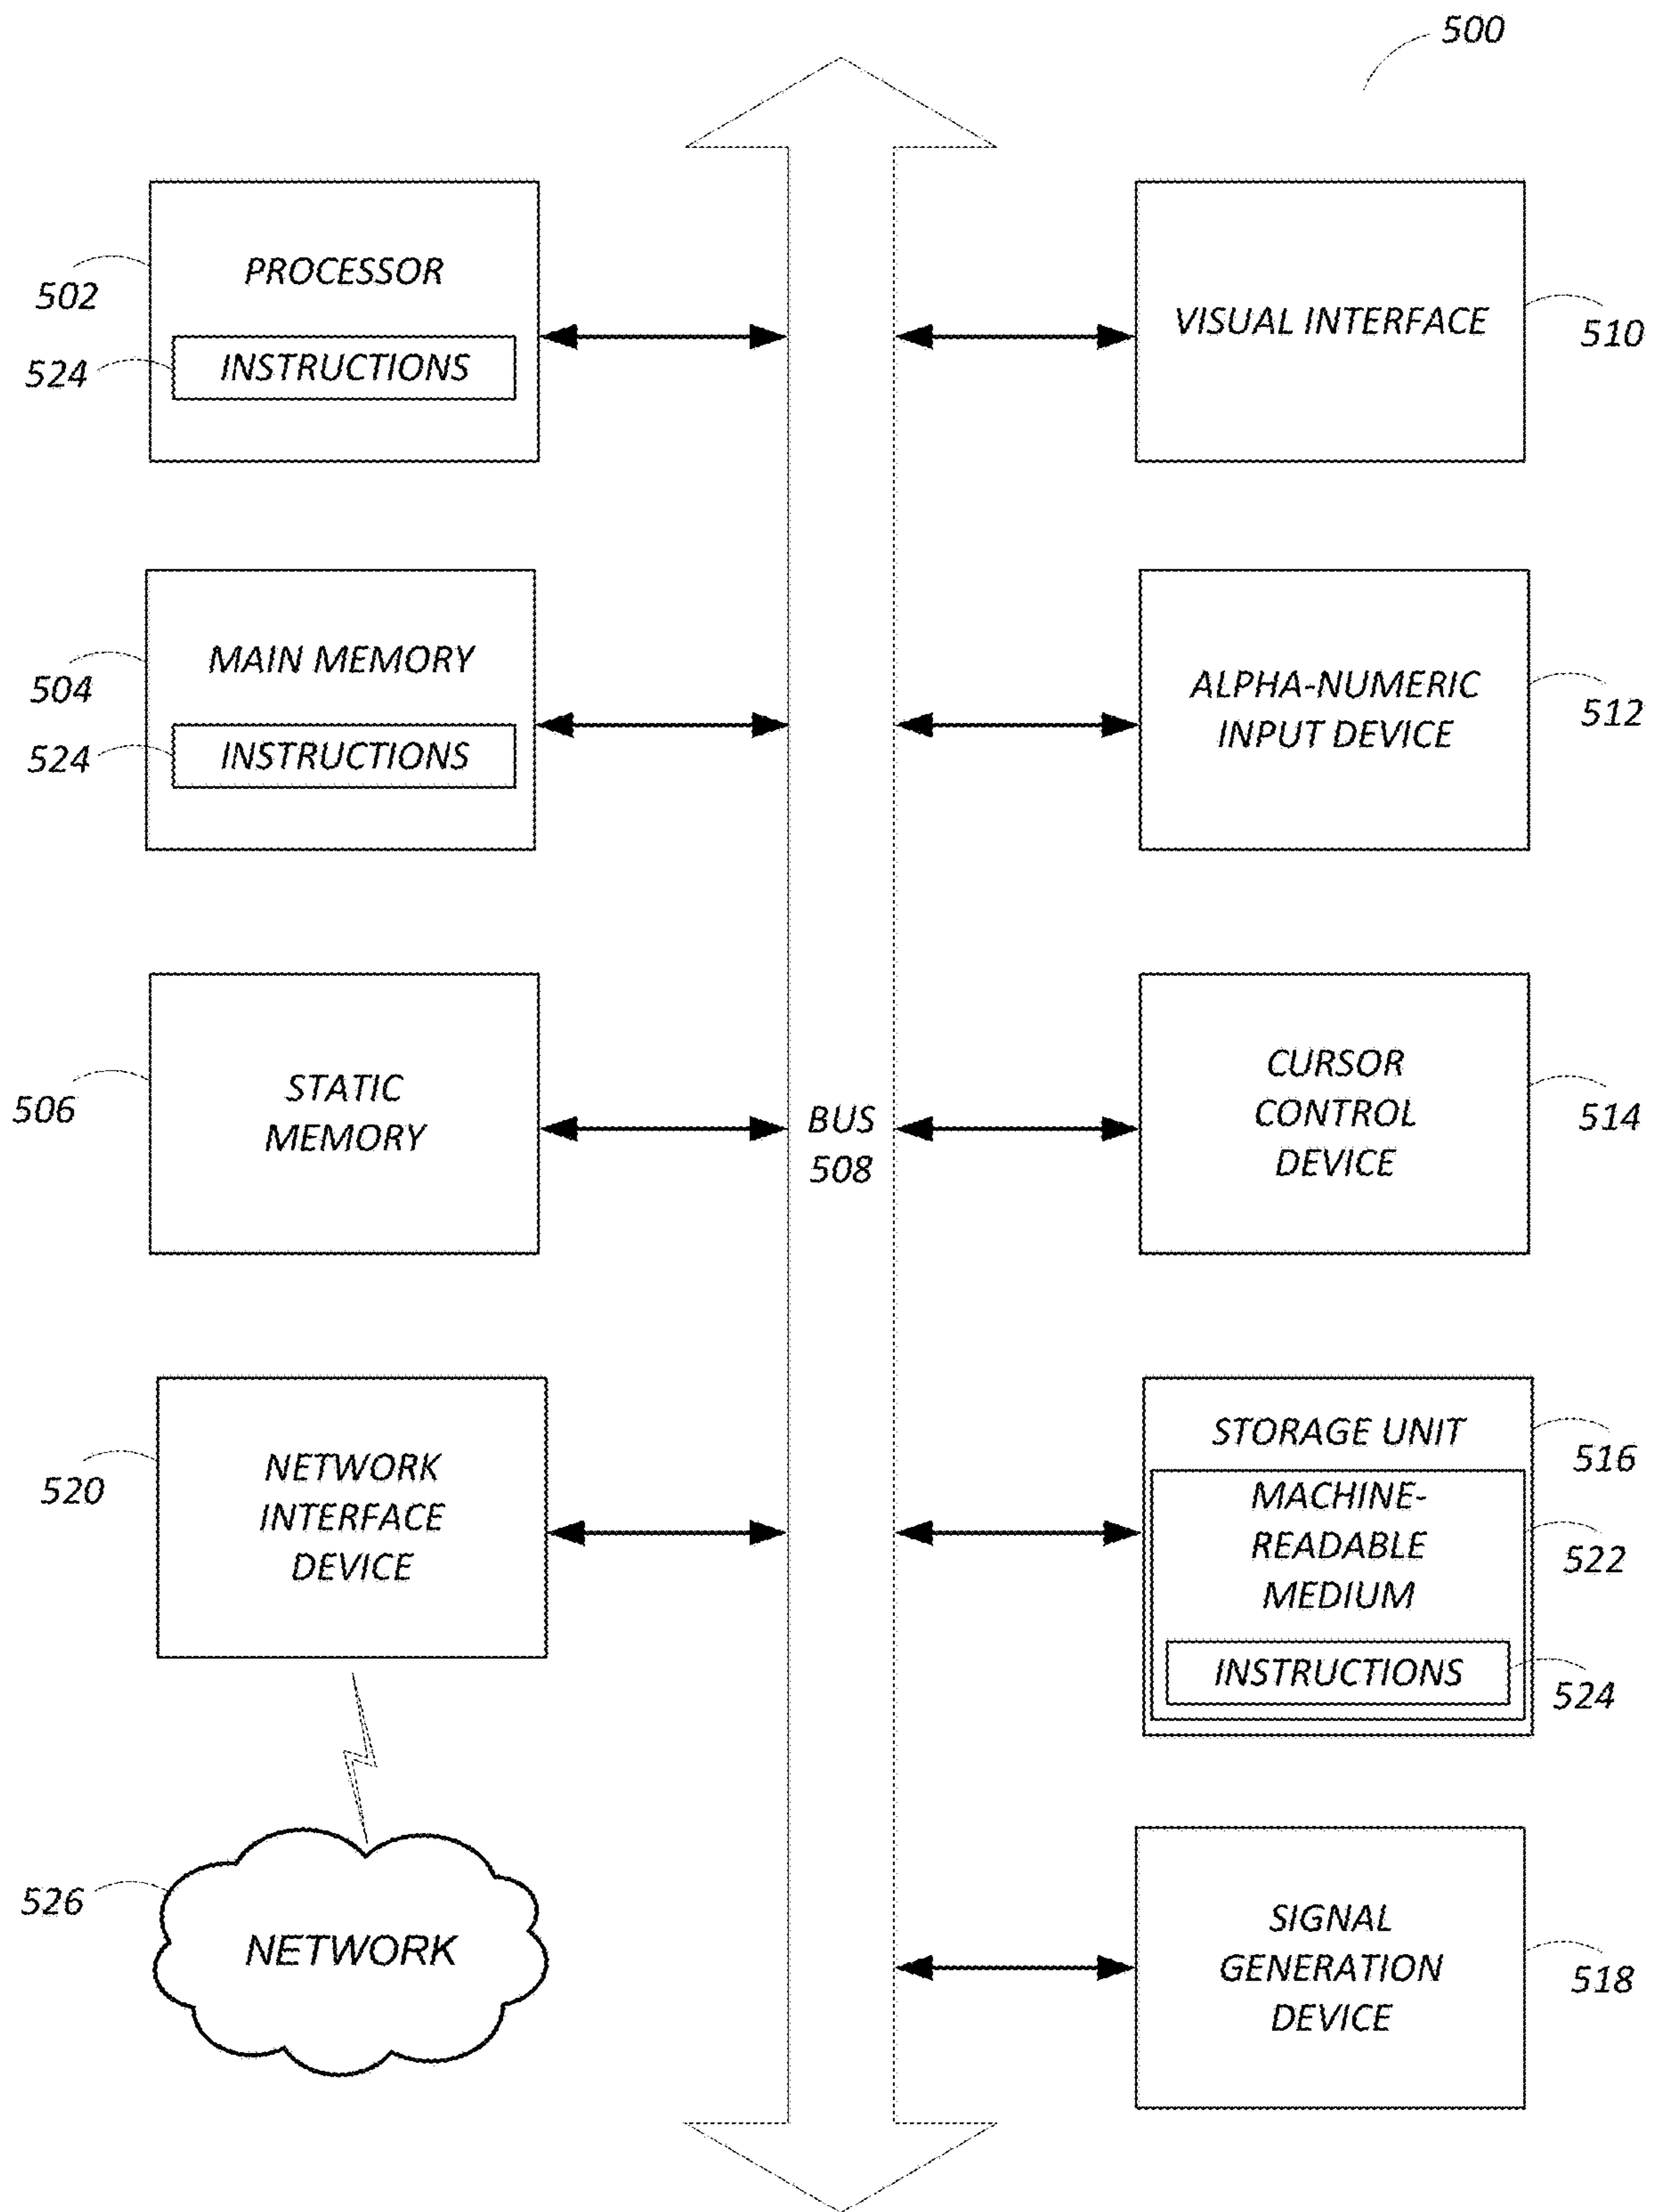 500
PROCESSOR
502
INSTRUCTIONS
524
VISUAL INTERFACE
510
MAIN MEMORY
504
INSTRUCTIONS
524
ALPHA-NUMERIC
INPUT DEVICE
512
STATIC
MEMORY
506
BUS
508
CURSOR
CONTROL
DEVICE
514
NETWORK
INTERFACE
DEVICE
520
STORAGE UNIT
516
MACHINE-
READABLE
MEDIUM
522
INSTRUCTIONS
524
526
NETWORK
SIGNAL
GENERATION
DEVICE
518